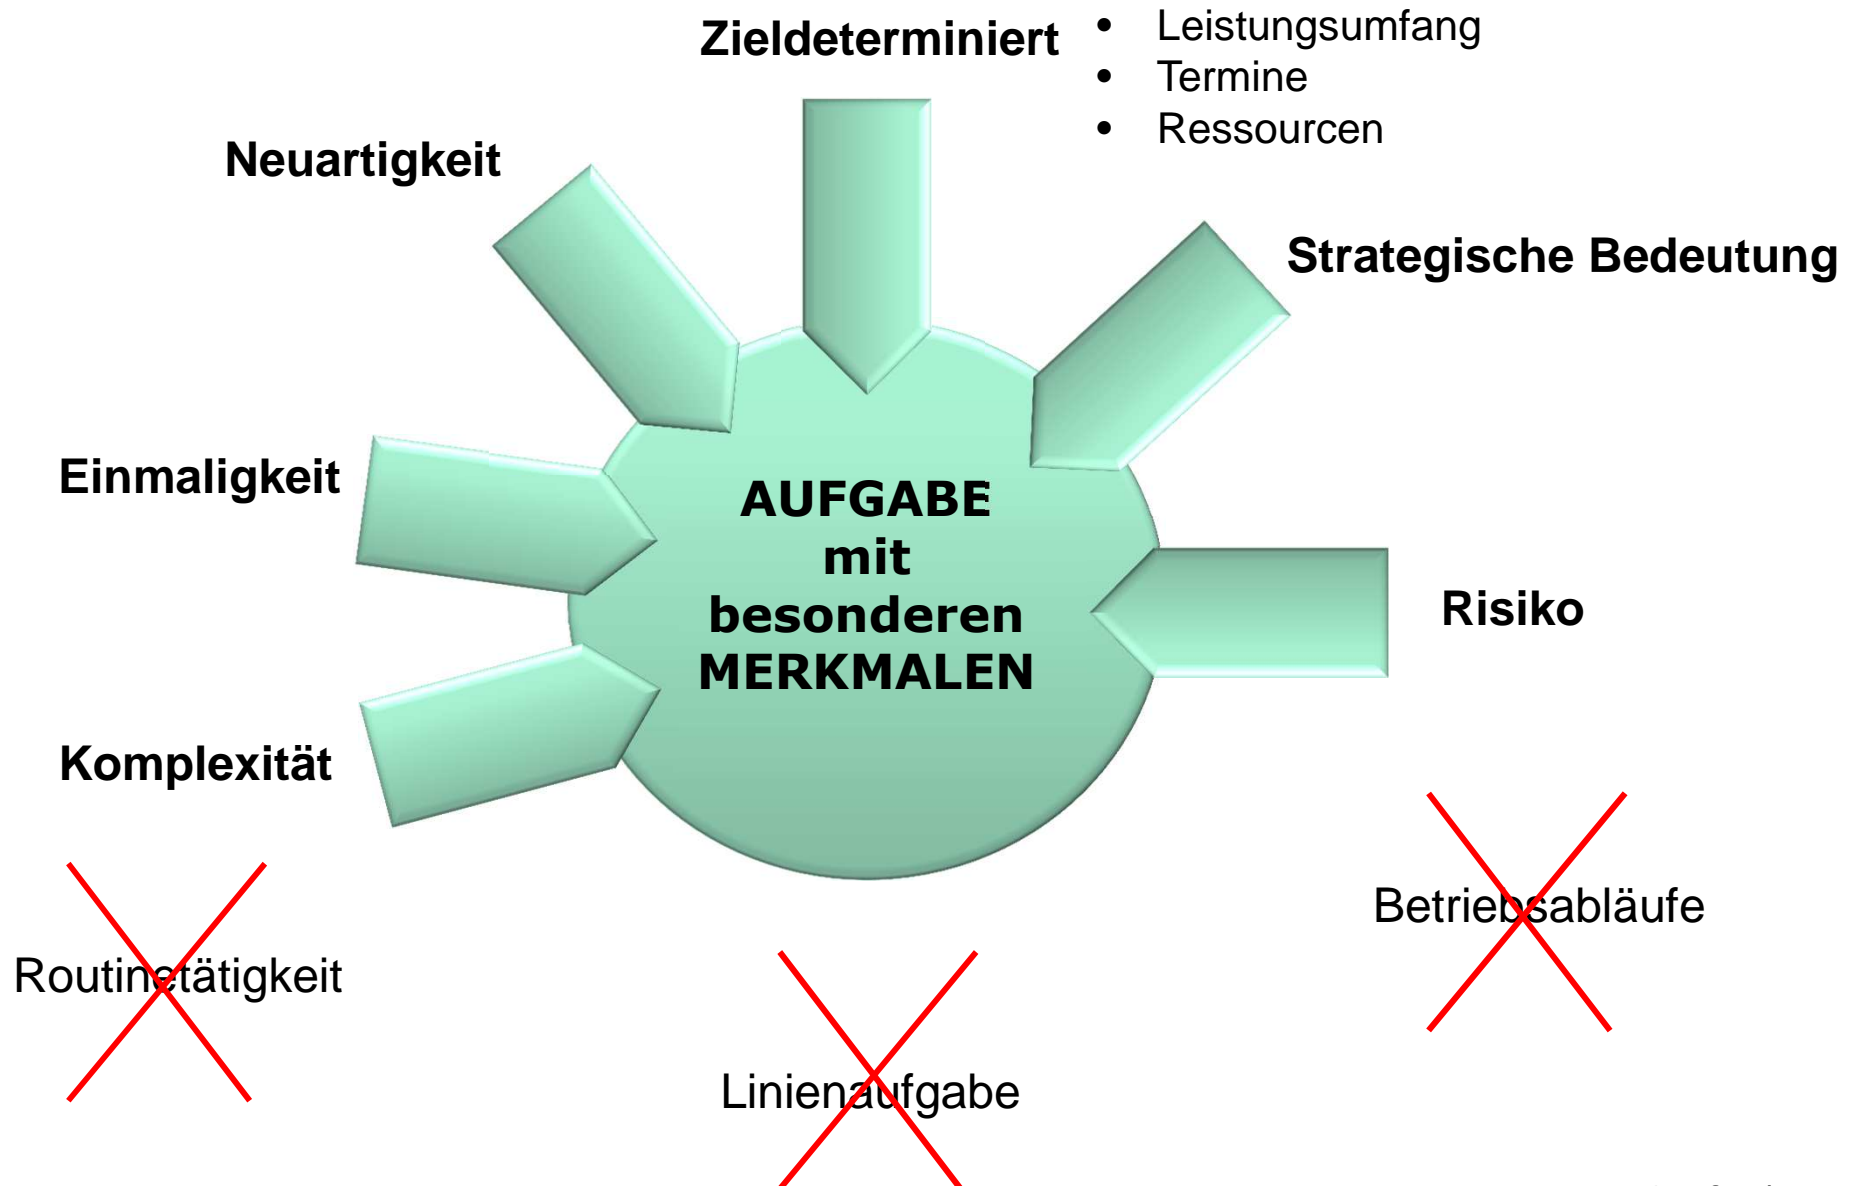 Zieldeterminiert
• Leistungsumfang
• Termine
• Ressourcen
Neuartigkeit
Strategische Bedeutung
Einmaligkeit
AUFGABE
mit
besonderen
MERKMALEN
Risiko
Komplexität
Betriebsabläufe
Routinetätigkeit
Linienaufgabe